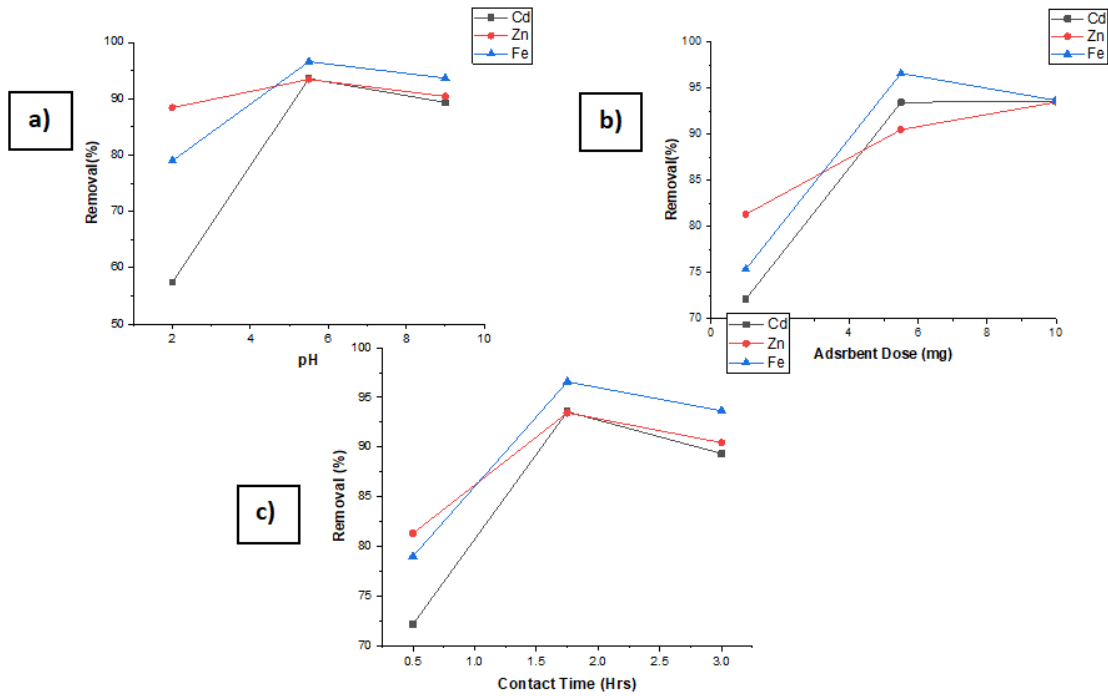 Cd
Zn
Fe
a)
Removal(%)
100
90
80
70
60
50
2
4
6
8
10
pH
Cd
Zn
Fe
b)
Removal(%)
100
95
90
85
80
75
70
0
2
4
6
8
10
Adsrbent Dose (mg)
Cd
Zn
Fe
c)
Removal (%)
100
95
90
85
80
75
70
0.5
1.0
1.5
2.0
2.5
3.0
Contact Time (Hrs)